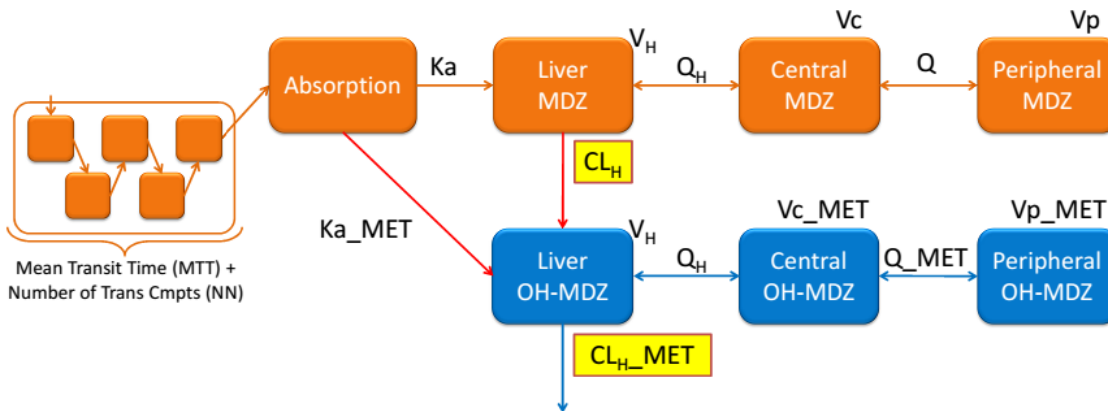 Vc
Vp
V_H
Absorption
Ka
Liver
MDZ
Q_H
Central
MDZ
Q
Peripheral
MDZ
CL_H
Ka_MET
Mean Transit Time (MTT) +
Number of Trans Cmpts (NN)
V_H
Vc_MET
Vp_MET
Liver
OH-MDZ
Q_H
Central
OH-MDZ
Q_MET
Peripheral
OH-MDZ
CL_H_MET